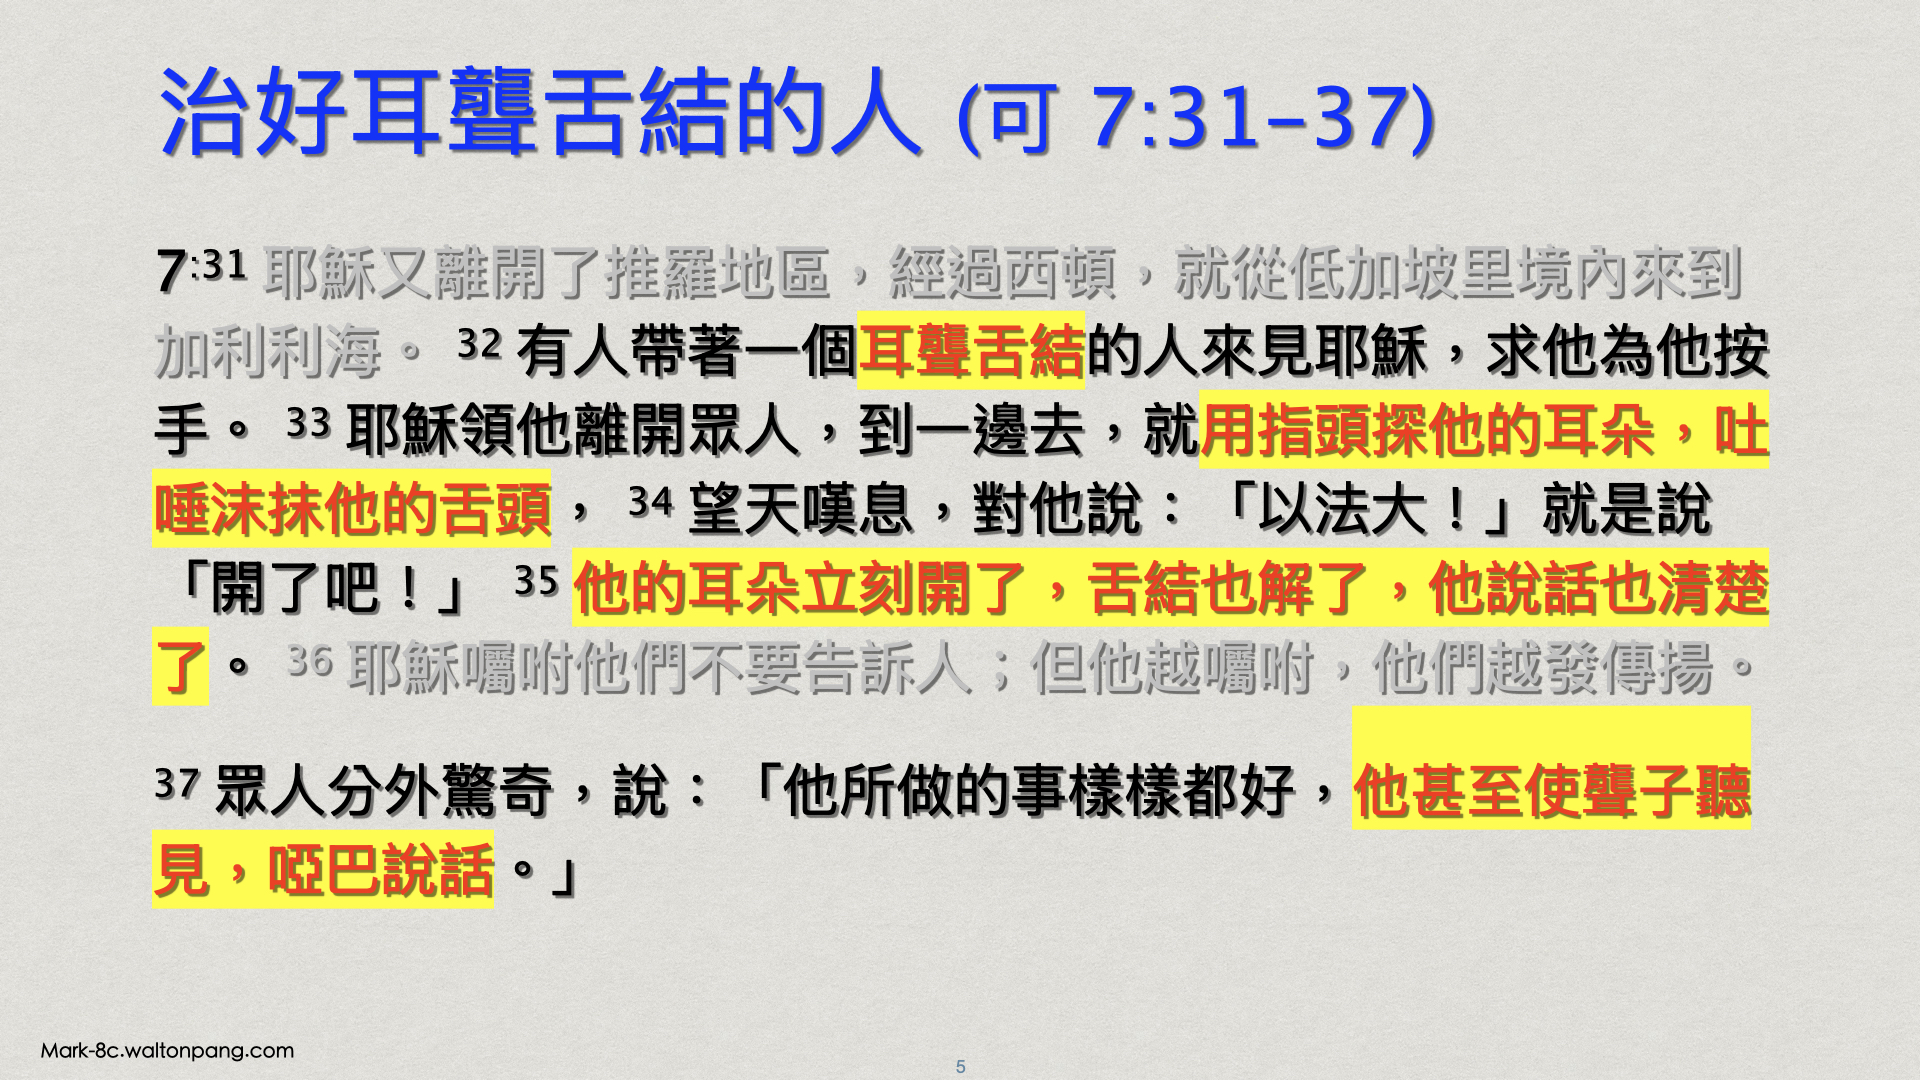 治好耳聾舌結的人 (可 7:31-37)
7:31 耶穌又離開了推羅地區，經過西頓，就從低加坡里境內來到
加利利海。 32 有人帶著一個耳聾舌結的人來見耶穌，求他為他按
手。 33 耶穌領他離開眾人，到一邊去，就用指頭探他的耳朵，吐
唾沫抹他的舌頭， 34 望天嘆息，對他說：「以法大！」就是說
「開了吧！」 35 他的耳朵立刻開了，舌結也解了，他說話也清楚
了。 36 耶穌囑咐他們不要告訴人；但他越囑咐，他們越發傳揚。
37 眾人分外驚奇，說：「他所做的事樣樣都好，他甚至使聾子聽
見，啞巴說話。」
Mark-8c.waltonpang.com
5